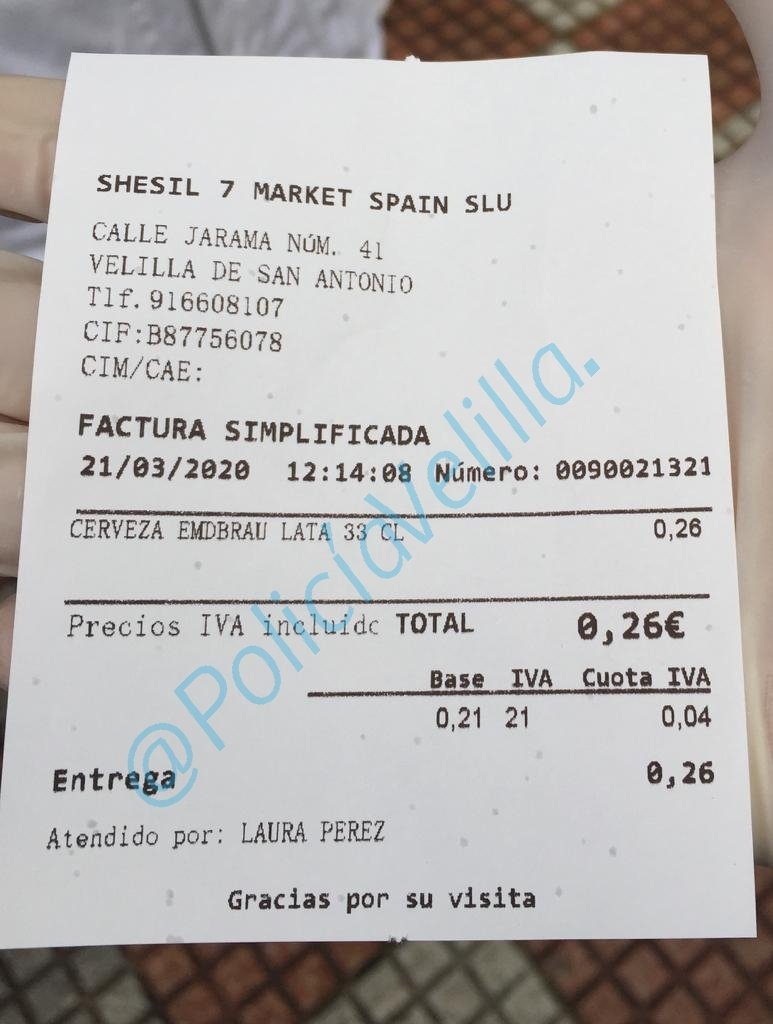 SHESIL 7 MARKET SPAIN SLU
CALLE JARAMA NÚM. 41
VELILLA DE SAN ANTONIO
Tlf. 916608107
CIF:B87756078
CIM/CAE:
FACTURA SIMPLIFICADA
21/03/2020 12:14:08 Número: 0090021321
CERVEZA EMDBRAU LATA 33 CL 0,26
Precios IVA incluidc TOTAL 0,26€
Base IVA Cuota IVA
0,21 21 0,04
Entrega 0,26
Atendido por: LAURA PEREZ
Gracias por su visita
@PolicíaVelilla.